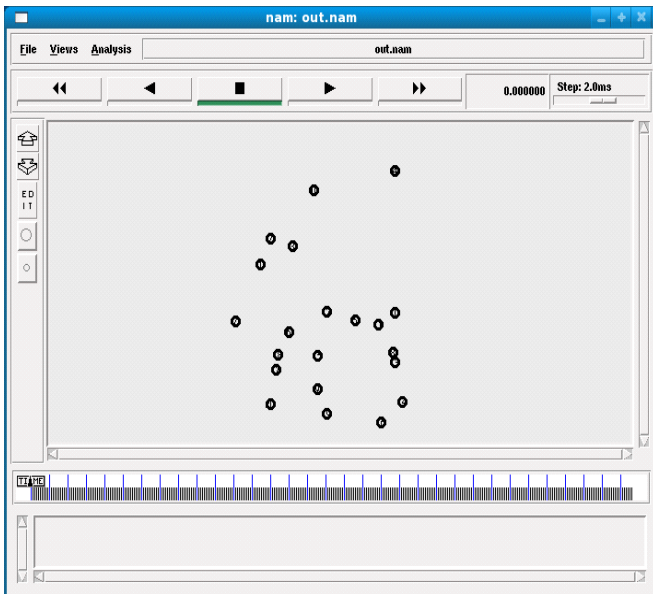 nam: out.nam
File Views Analysis out.nam
0.000000 Step: 2.0ms
ED
IT
TIME